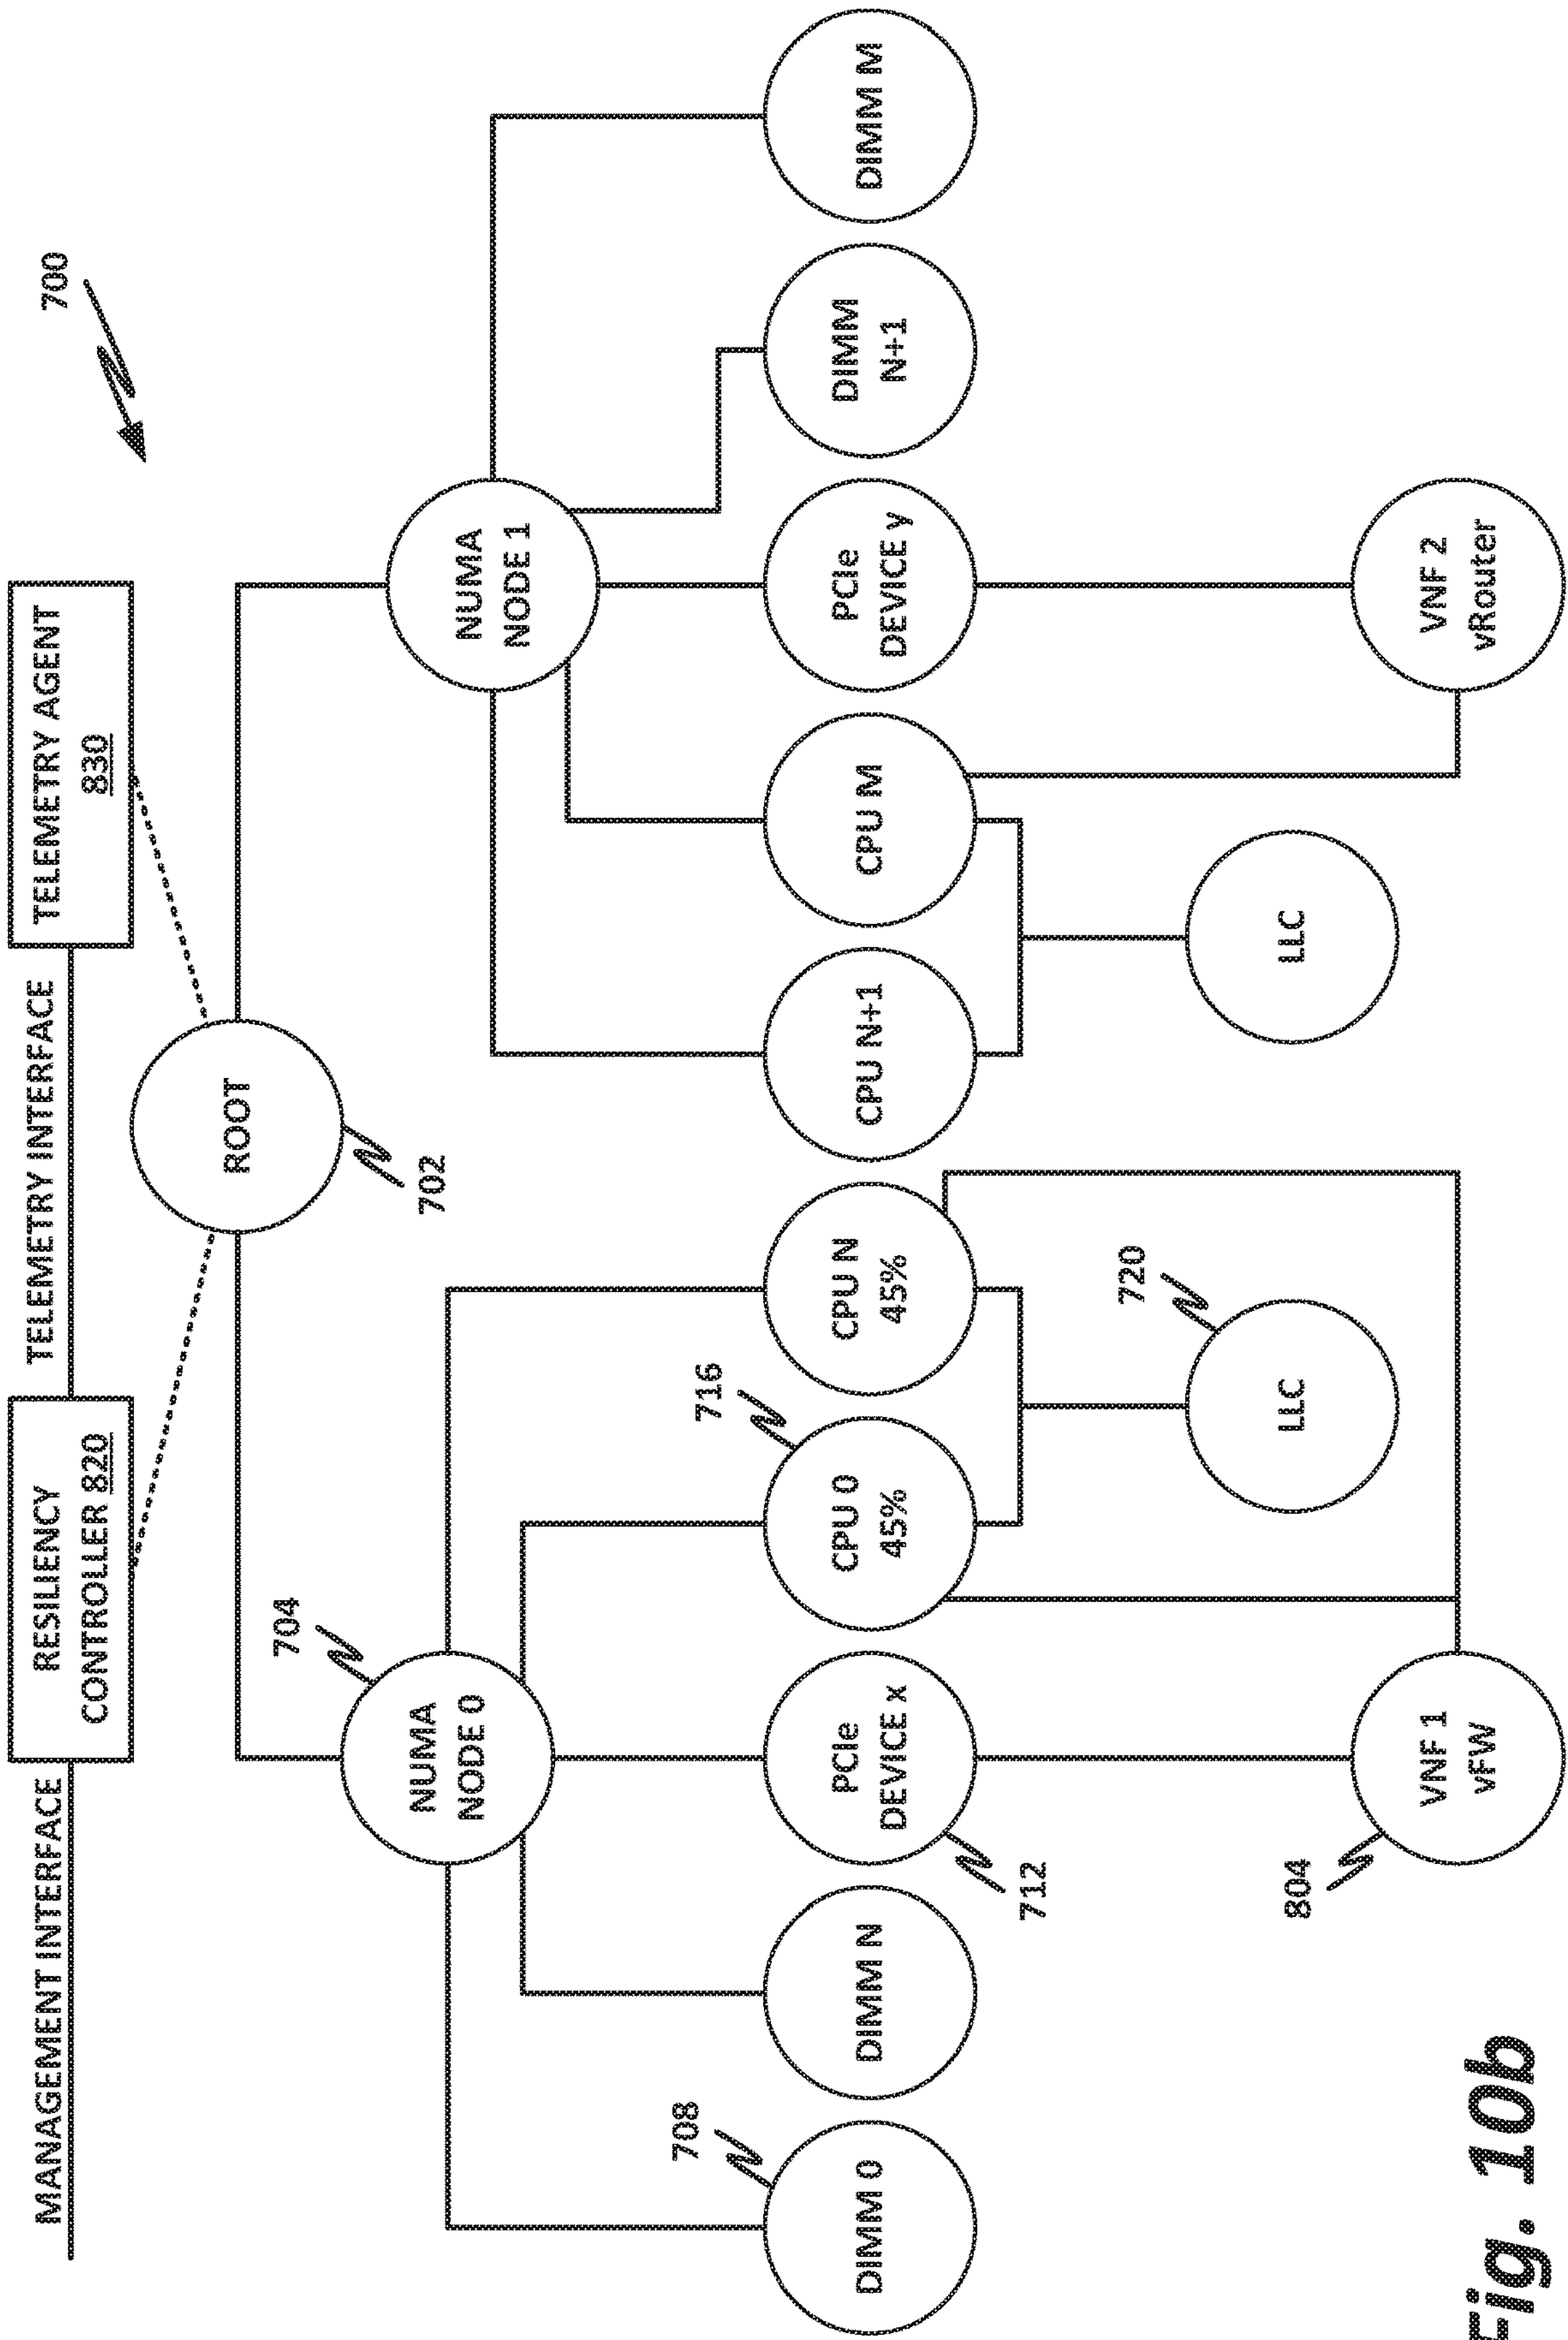 MANAGEMENT INTERFACE
RESILIENCY
CONTROLLER 820
TELEMETRY INTERFACE
TELEMETRY AGENT
830
700
ROOT
702
704
NUMA
NODE 0
NUMA
NODE 1
708
DIMM 0
DIMM N
PCIe
DEVICE x
712
716
CPU 0
45%
CPU N
45%
CPU N+1
CPU M
PCIe
DEVICE y
DIMM
N+1
DIMM M
720
LLC
LLC
804
VNF 1
vFW
VNF 2
vRouter
Fig. 10b